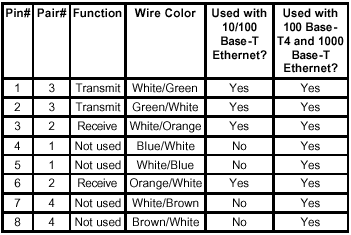 Pin# Pair# Function Wire Color Used with 10/100 Base-T Ethernet? Used with 100 Base-T4 and 1000 Base-T Ethernet?
1 3 Transmit White/Green Yes Yes
2 3 Transmit Green/White Yes Yes
3 2 Receive White/Orange Yes Yes
4 1 Not used Blue/White No Yes
5 1 Not used White/Blue No Yes
6 2 Receive Orange/White Yes Yes
7 4 Not used White/Brown No Yes
8 4 Not used Brown/White No Yes